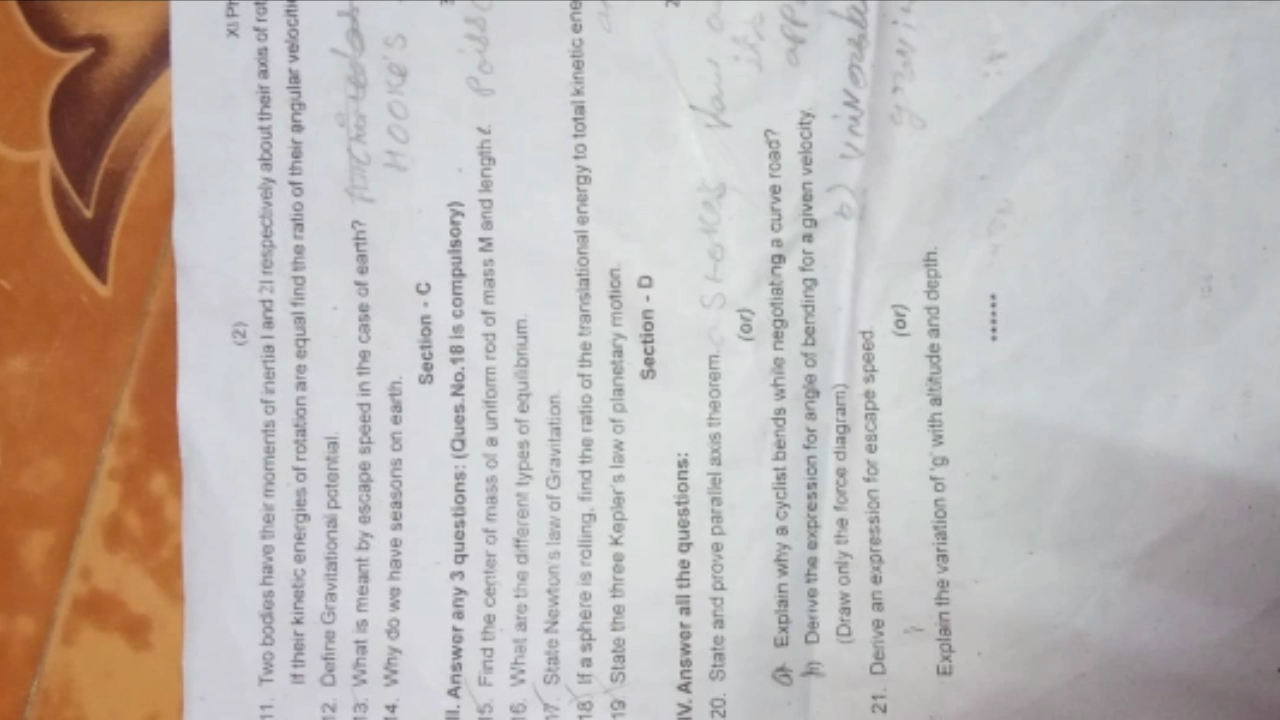 (2)
XI Ph
11. Two bodies have their moments of inertia I and 2I respectively about their axis of rot
If their kinetic energies of rotation are equal find the ratio of their angular velociti
12. Define Gravitational potential.
13. What is meant by escape speed in the case of earth?
14. Why do we have seasons on earth. HOOKE'S
Section - C
II. Answer any 3 questions: (Ques.No.18 is compulsory)
15. Find the center of mass of a uniform rod of mass M and length ℓ.
16. What are the different types of equilibrium.
17. State Newton's law of Gravitation.
18. If a sphere is rolling, find the ratio of the translational energy to total kinetic ene
19. State the three Kepler's law of planetary motion.
Section - D
IV. Answer all the questions:
20. State and prove parallel axis theorem.
(or)
a) Explain why a cyclist bends while negotiating a curve road?
b) Derive the expression for angle of bending for a given velocity.
(Draw only the force diagram) b)
21. Derive an expression for escape speed.
(or)
Explain the variation of 'g' with altitude and depth.
******